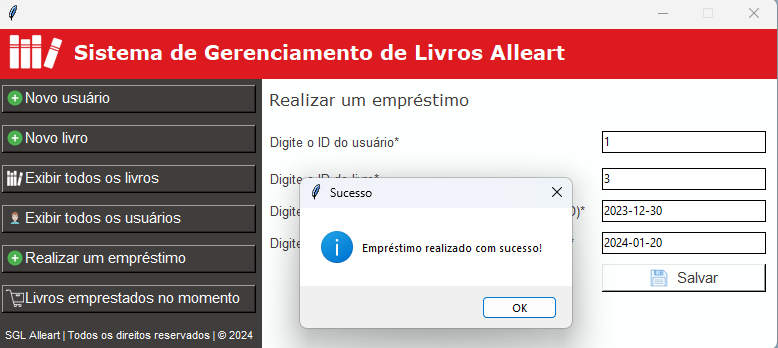 Sistema de Gerenciamento de Livros Alleart
Novo usuário
Novo livro
Exibir todos os livros
Exibir todos os usuários
Realizar um empréstimo
Livros emprestados no momento
SGL Alleart | Todos os direitos reservados | © 2024
Realizar um empréstimo
Digite o ID do usuário*
1
Digite o ID do livro*
3
Digite
)*
2023-12-30
Digite
*
2024-01-20
Salvar
Sucesso
Empréstimo realizado com sucesso!
OK